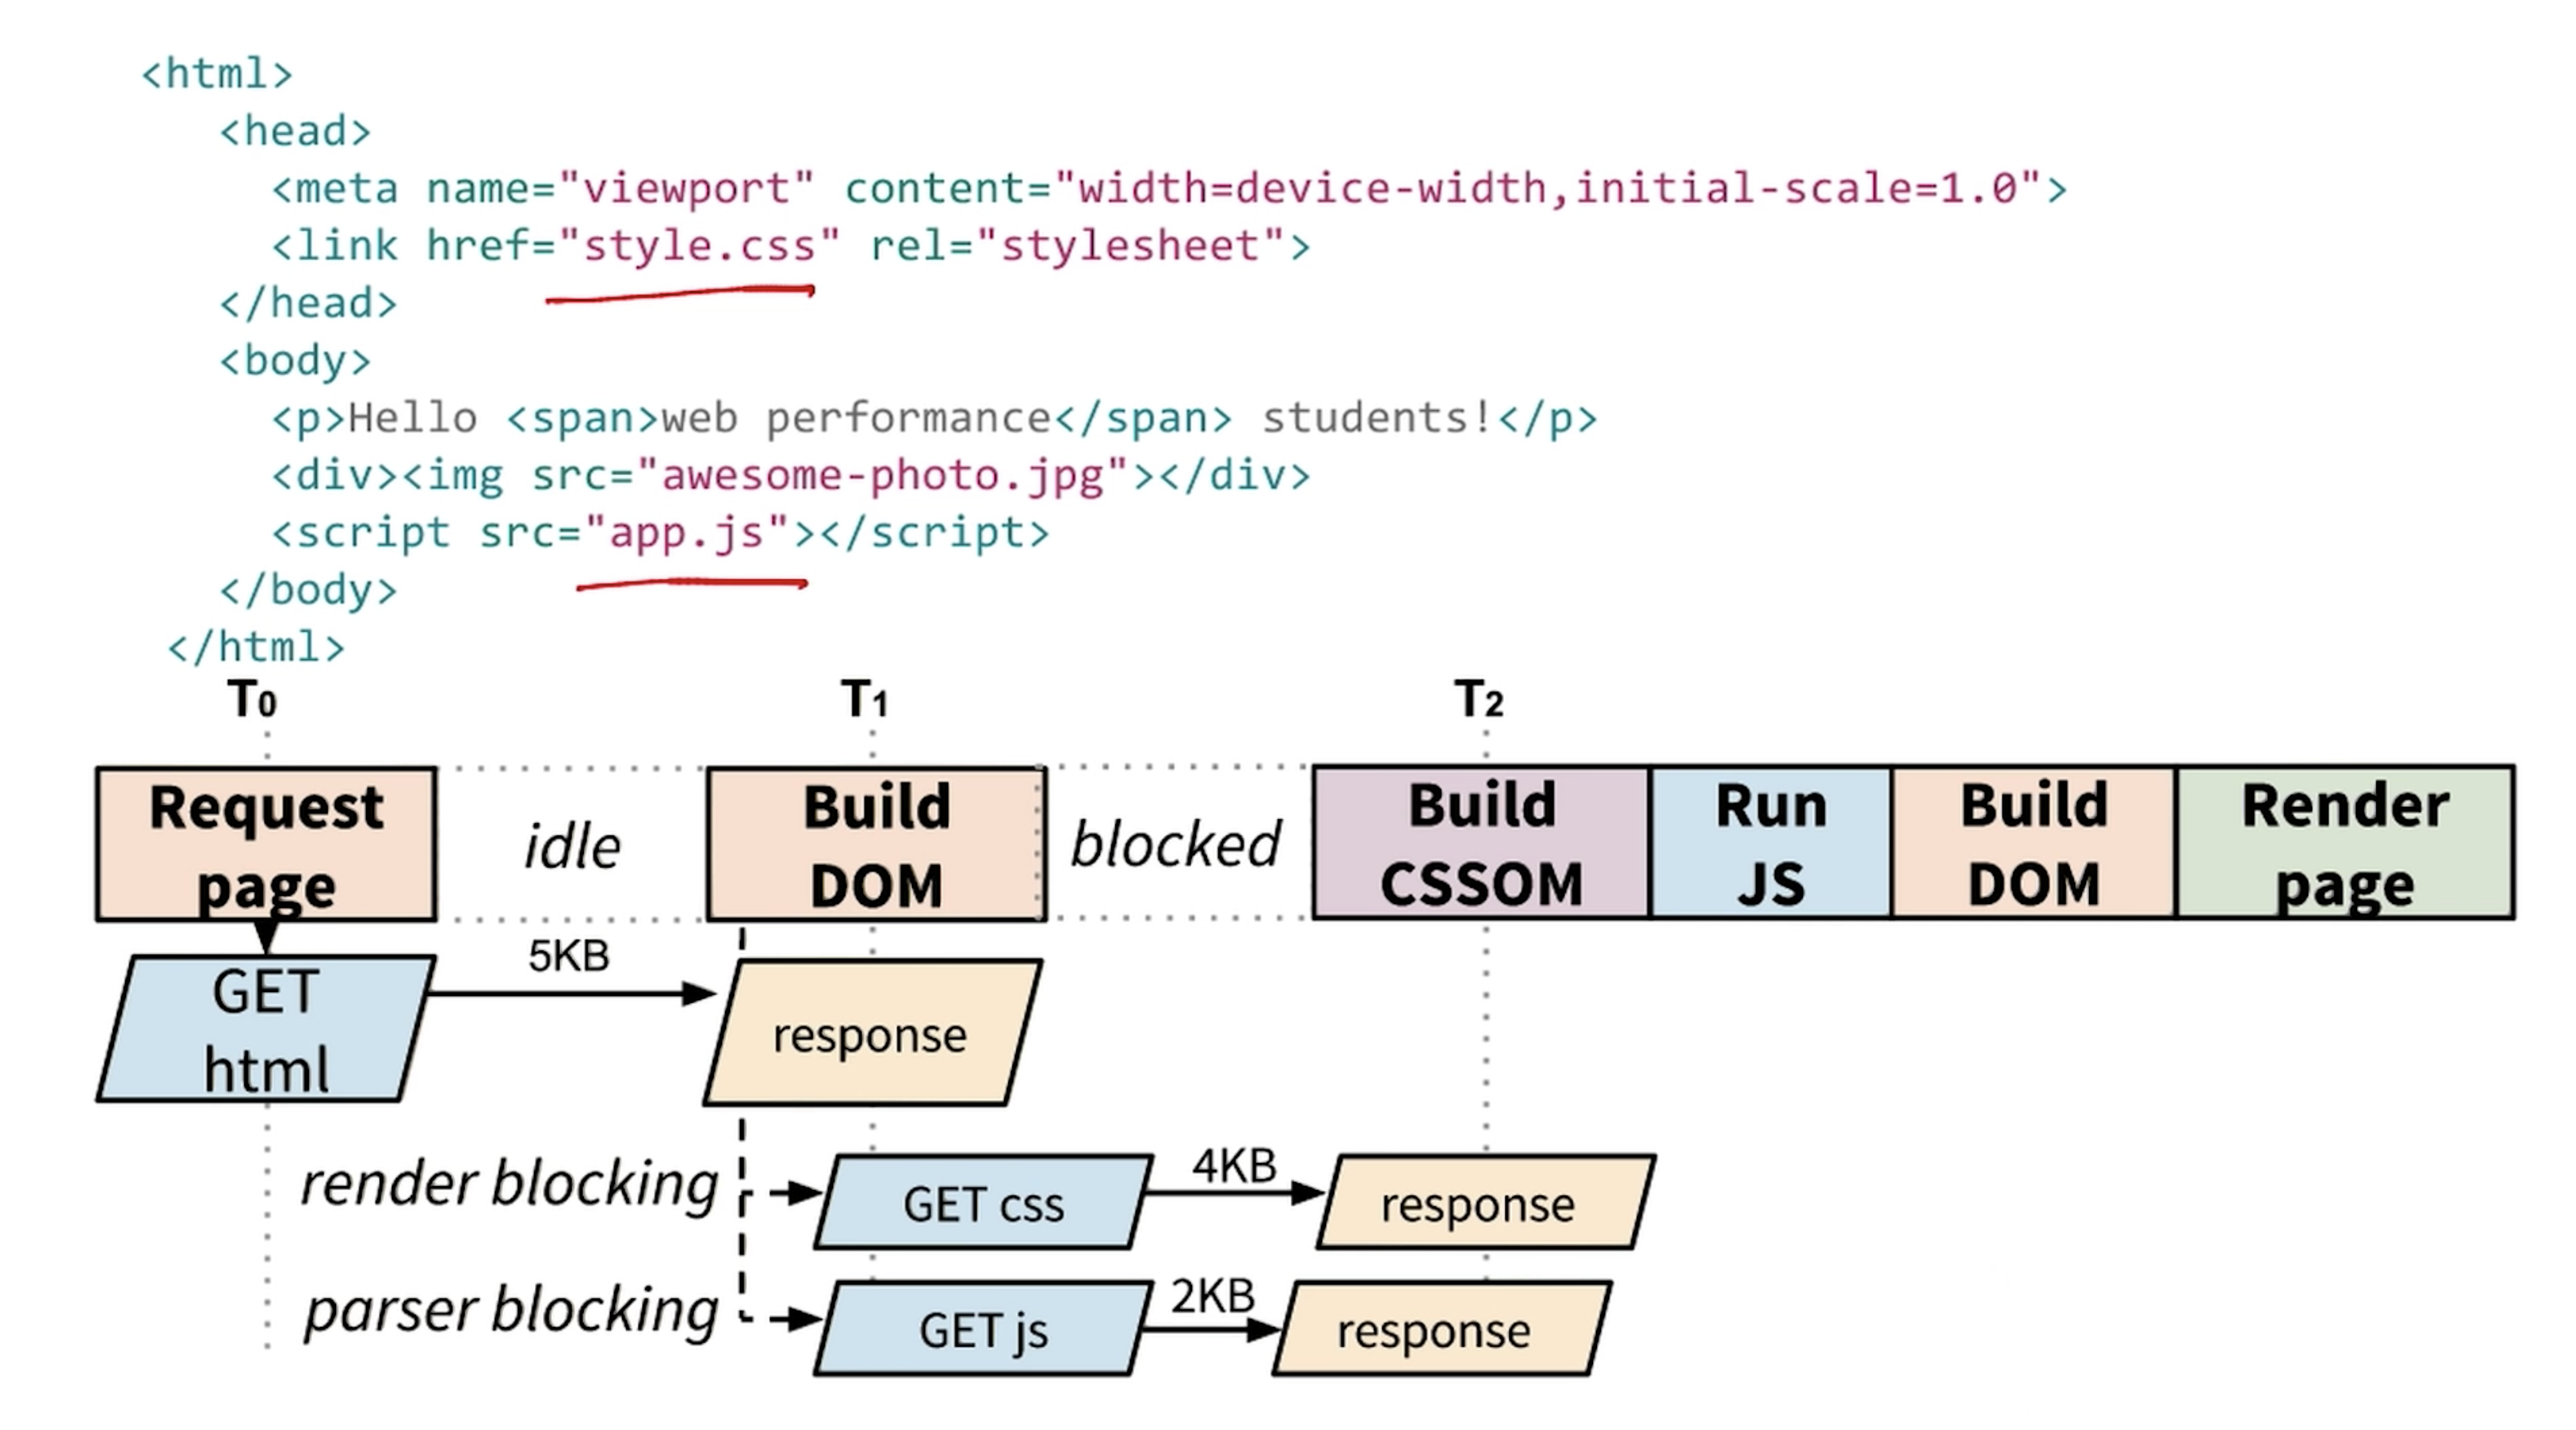 <html>
<head>
<meta name="viewport" content="width=device-width,initial-scale=1.0">
<link href="style.css" rel="stylesheet">
</head>
<body>
<p>Hello <span>web performance</span> students!</p>
<div><img src="awesome-photo.jpg"></div>
<script src="app.js"></script>
</body>
</html>
T0
T1
T2
Request
page
idle
Build
DOM
blocked
Build
CSSOM
Run
JS
Build
DOM
Render
page
GET
html
5KB
response
render blocking
GET css
4KB
response
parser blocking
GET js
2KB
response